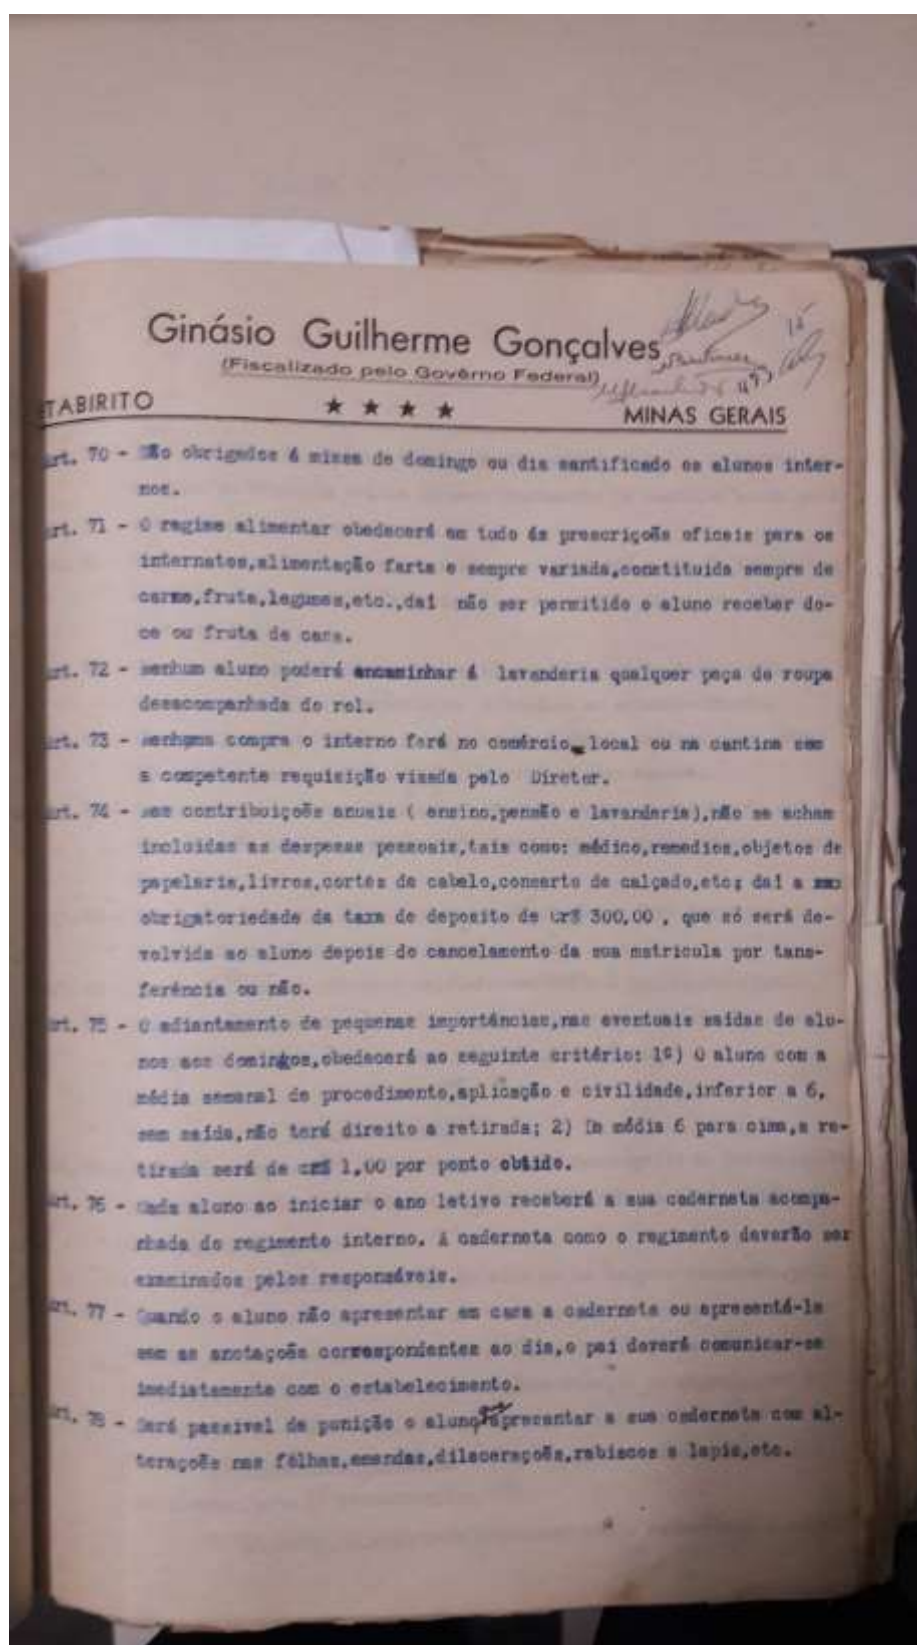 Ginásio Guilherme Gonçalves
(Fiscalizado pelo Govêrno Federal)
TABIRITO ★ ★ ★ ★ MINAS GERAIS
rt. 70 - São obrigados á missa de domingo ou dia santificado os alunos inter-
nos.
rt. 71 - O regime alimentar obedecerá em tudo ás prescriçoês oficais para os
internatos,alimentação farta e sempre variada,constituida sempre de
carne,fruta,legumes,etc.,daí não ser permitido o aluno receber do-
ce ou fruta de casa.
rt. 72 - nenhum aluno poderá encaminhar á lavanderia qualquer peça de roupa
desacompanhada do rol.
rt. 73 - nenhuma compra o interno fará no comércio local ou na cantina sem
a competente requisição visada pelo Diretor.
rt. 74 - nas contribuiçoês anuais ( ensino,pensão e lavanderia),não se acham
incluidas as despesas pessoais,tais como: médico,remedios,objetos de
papelaria,livros,cortes de cabelo,conserto de calçado,etc; daí a
obrigatoriedade da taxa de deposito de cr$ 300,00 , que só será de-
volvida ao aluno depois do cancelamento da sua matricula por tans-
ferência ou não.
rt. 75 - O adiantamento de pequenas importâncias,nas eventuais saidas de alu-
nos aos domingos,obedecerá ao seguinte critério: 1º) O aluno com a
média semanal de procedimento,aplicação e civilidade,inferior a 6,
sem saída,não terá direito a retirada; 2) De média 6 para cima,a re-
tirada será de cr$ 1,00 por ponto obtido.
rt. 76 - Cada aluno ao iniciar o ano letivo receberá a sua caderneta acompa-
nhada do regimento interno. A caderneta como o regimento deverão ser
examinados pelos responsáveis.
rt. 77 - Quando o aluno não apresentar em casa a caderneta ou apresentá-la
sem as anotaçoês correspondentes ao dia,o pai deverá comunicar-se
imediatamente com o estabelecimento.
rt. 78 - Será passivel de punição o aluno que apresentar a sua caderneta com al-
teraçoês nas fôlhas,emendas,dilaceraçoês,rabiscos a lapis,etc.